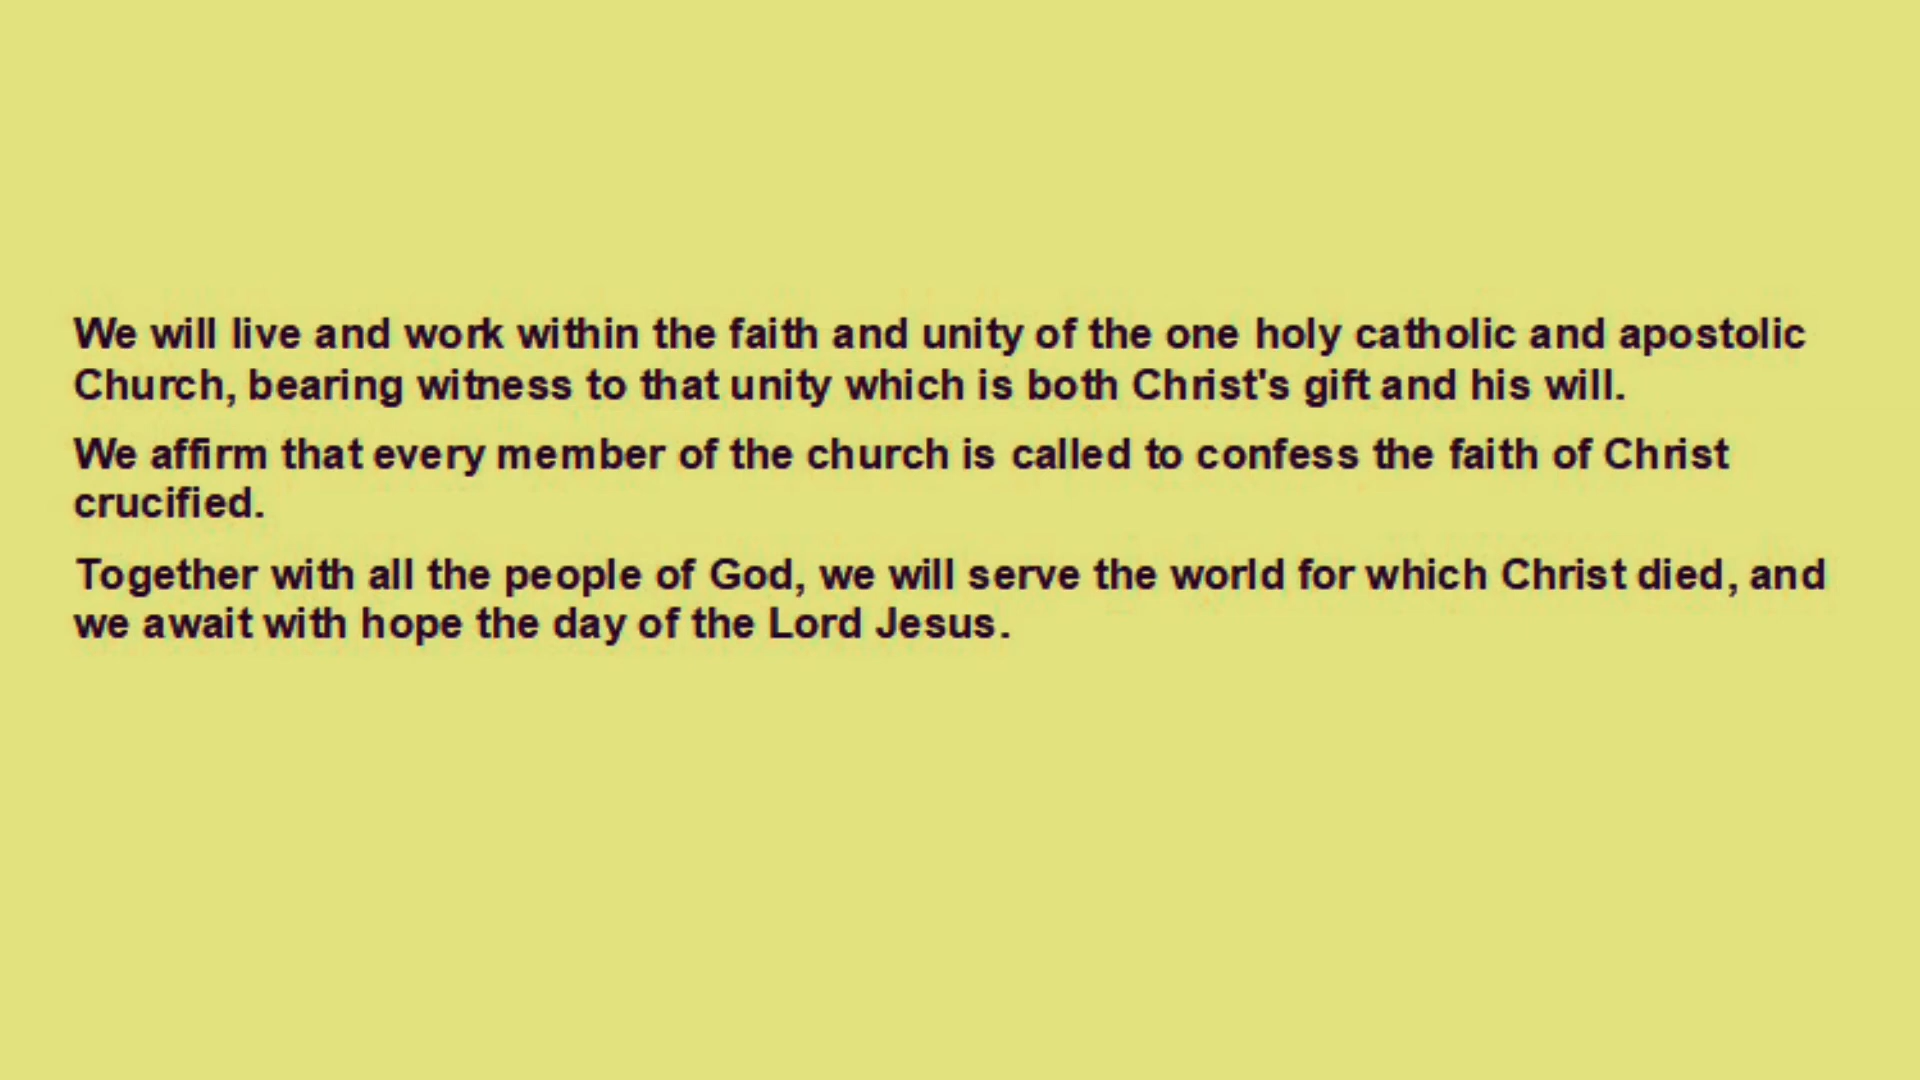 We will live and work within the faith and unity of the one holy catholic and apostolic
Church, bearing witness to that unity which is both Christ's gift and his will.
We affirm that every member of the church is called to confess the faith of Christ
crucified.
Together with all the people of God, we will serve the world for which Christ died, and
we await with hope the day of the Lord Jesus.